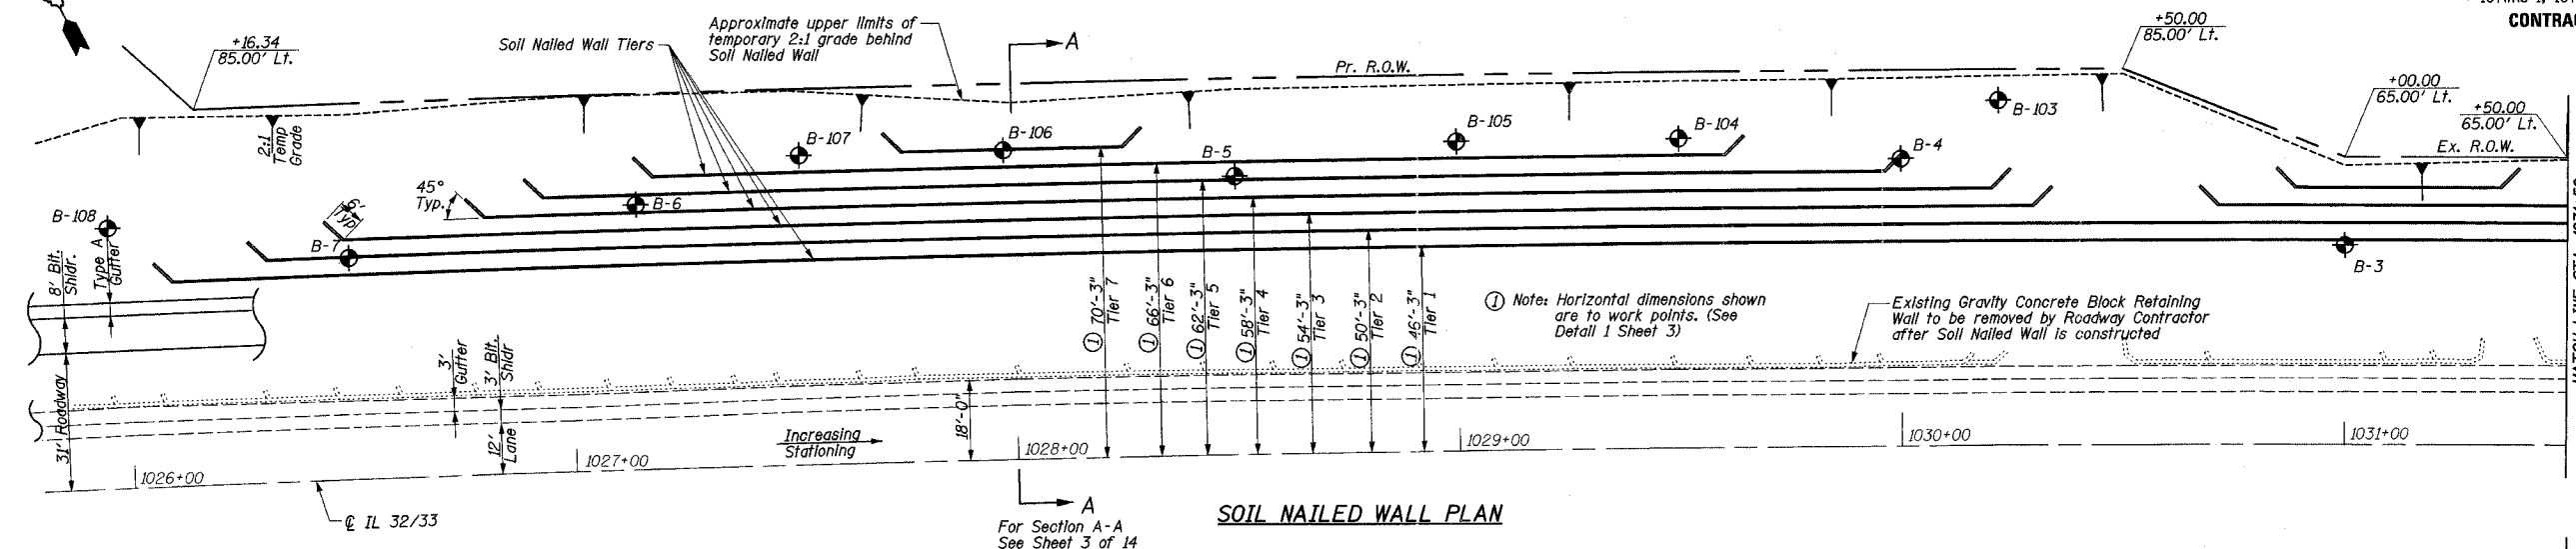 CONTRAC
+16.34
85.00' Lt.
Soil Nailed Wall Tiers
Approximate upper limits of
temporary 2:1 grade behind
Soil Nailed Wall
A
Pr. R.O.W.
+50.00
85.00' Lt.
+00.00
65.00' Lt.
+50.00
65.00' Lt.
Ex. R.O.W.
2:1
Temp
Grade
B-107
B-106
B-105
B-104
B-103
B-5
B-4
B-6
45°
Typ.
6'
Typ.
B-108
B-7
B-3
Type A
Gutter
8' Bit.
Shldr.
31' Roadway
3'
Gutter
3' Bit.
Shldr
12'
Lane
18'-0"
① 70'-3"
Tier 7
① 66'-3"
Tier 6
① 62'-3"
Tier 5
① 58'-3"
Tier 4
① 54'-3"
Tier 3
① 50'-3"
Tier 2
① 46'-3"
Tier 1
① Note: Horizontal dimensions shown
are to work points. (See
Detail 1 Sheet 3)
Existing Gravity Concrete Block Retaining
Wall to be removed by Roadway Contractor
after Soil Nailed Wall is constructed
Increasing
Stationing
1026+00
1027+00
1028+00
1029+00
1030+00
1031+00
℄ IL 32/33
A
For Section A-A
See Sheet 3 of 14
SOIL NAILED WALL PLAN